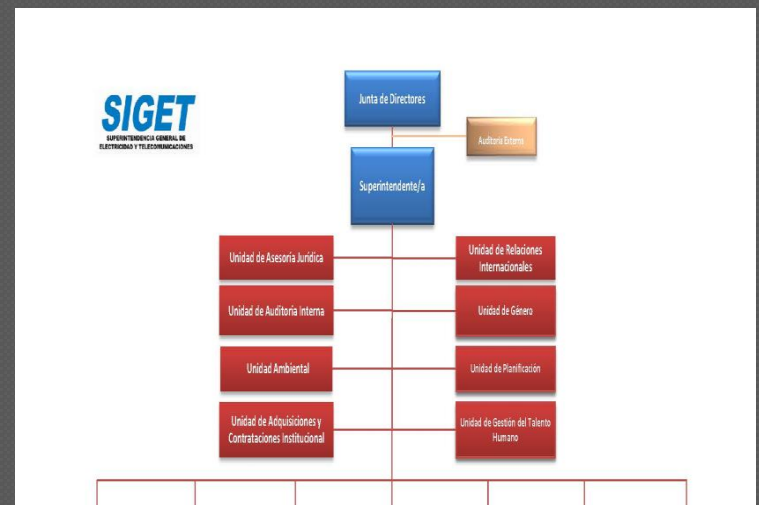 Junta de Directores
SIGET
SUPERINTENDENCIA GENERAL DE
ELECTRICIDAD Y TELECOMUNICACIONES
Auditoría Externa
Superintendente/a
Unidad de Asesoría Jurídica
Unidad de Relaciones
Internacionales
Unidad de Auditoría Interna
Unidad de Género
Unidad Ambiental
Unidad de Planificación
Unidad de Adquisiciones y
Contrataciones Institucional
Unidad de Gestión del Talento
Humano